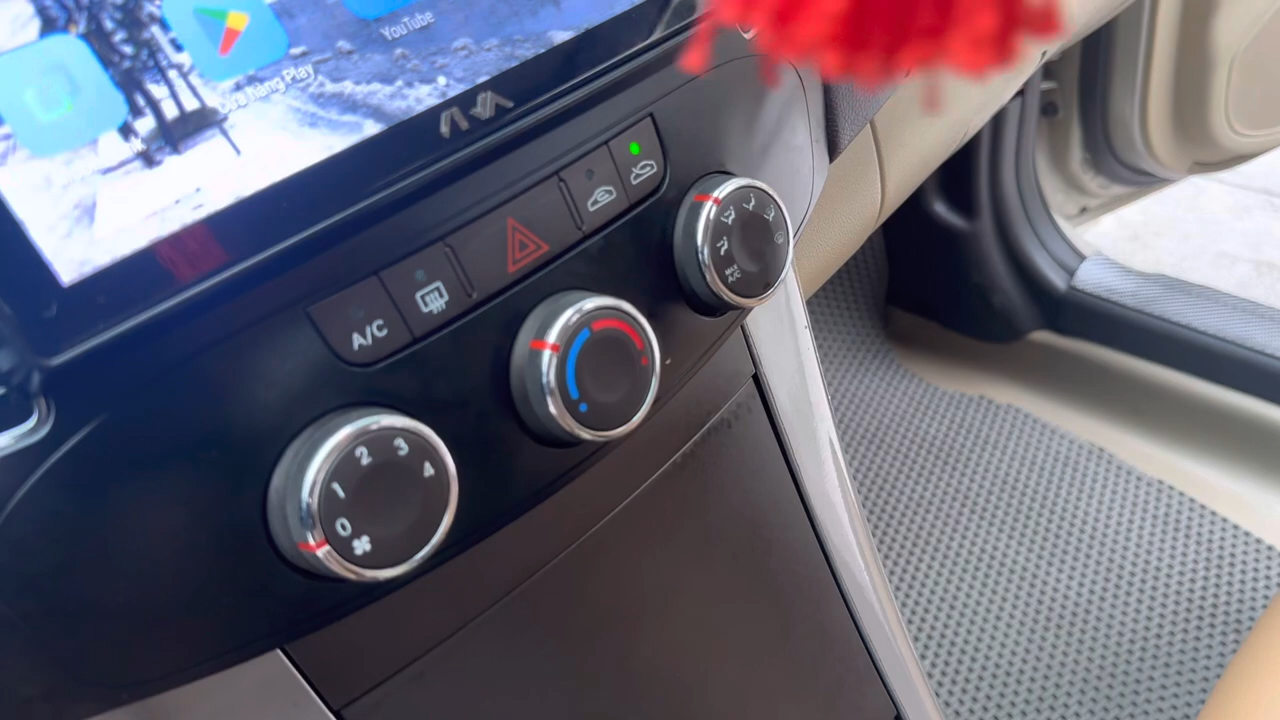 YouTube
Cửa hàng Play
A/C
MAX
A/C
0
1
2
3
4